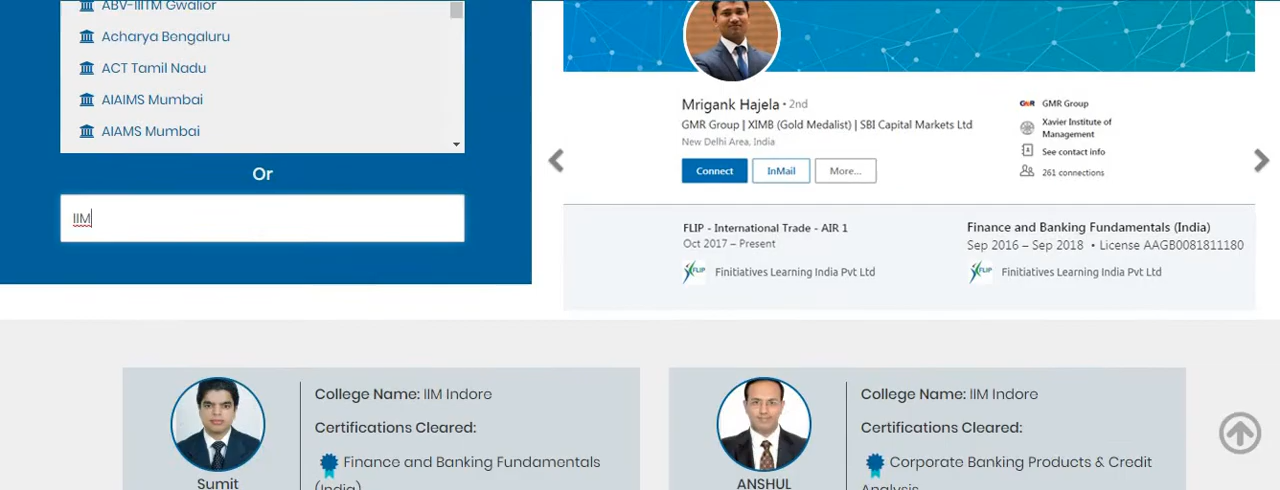 ABV-IIITM Gwalior
Acharya Bengaluru
ACT Tamil Nadu
AIAIMS Mumbai
AIAMS Mumbai
Or
IIM
Mrigank Hajela • 2nd
GMR Group | XIMB (Gold Medalist) | SBI Capital Markets Ltd
New Delhi Area, India
Connect
InMail
More...
GMR
GMR Group
Xavier Institute of
Management
See contact info
261 connections
FLIP - International Trade - AIR 1
Oct 2017 – Present
FLIP
Finitiatives Learning India Pvt Ltd
Finance and Banking Fundamentals (India)
Sep 2016 – Sep 2018 • License AAGB0081811180
FLIP
Finitiatives Learning India Pvt Ltd
College Name: IIM Indore
Certifications Cleared:
Finance and Banking Fundamentals
(India)
Sumit
College Name: IIM Indore
Certifications Cleared:
Corporate Banking Products & Credit
Analysis
ANSHUL